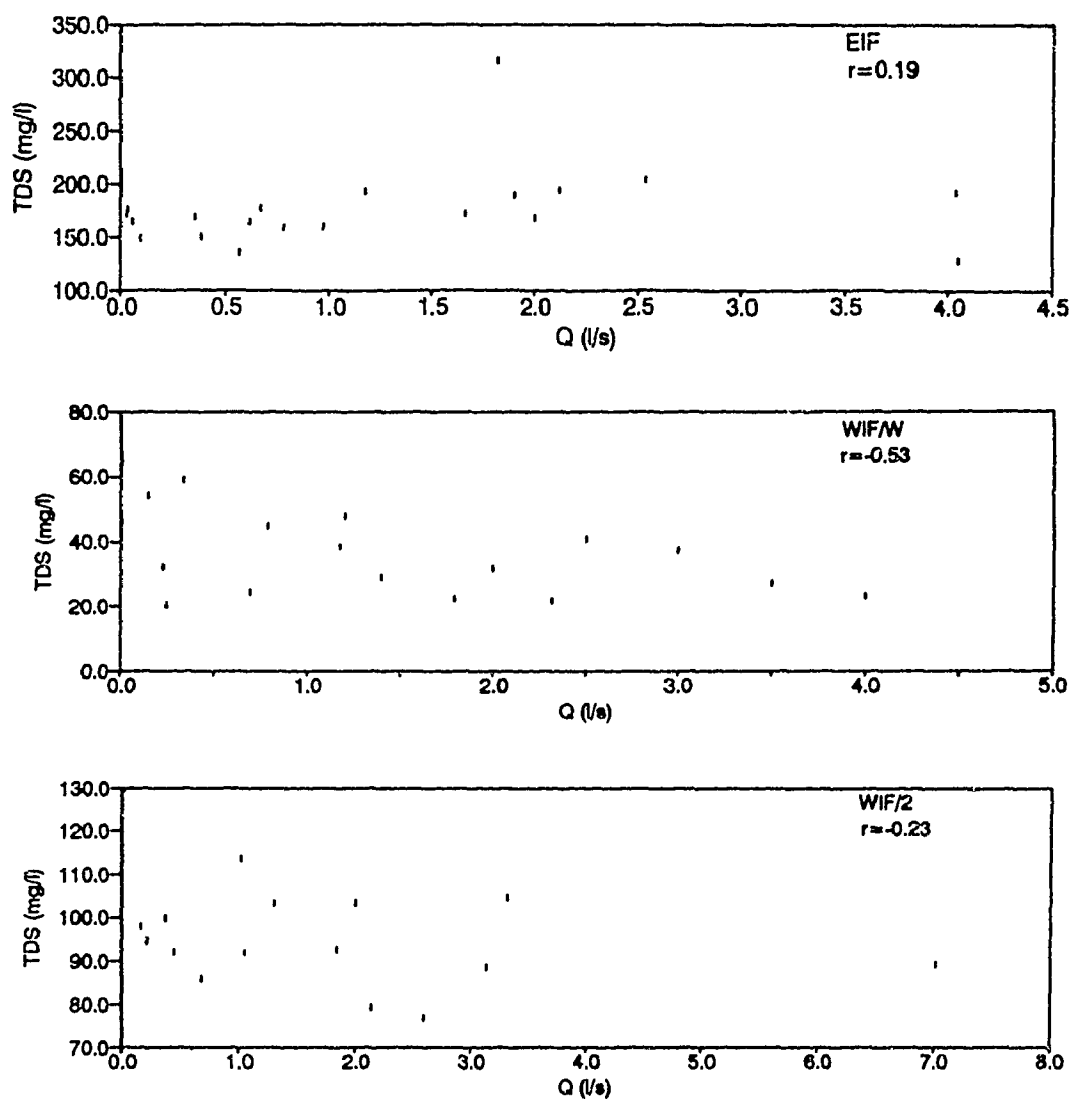 350.0
300.0
250.0
200.0
150.0
100.0
TDS (mg/l)
EIF
r=0.19
0.0 0.5 1.0 1.5 2.0 2.5 3.0 3.5 4.0 4.5
Q (l/s)
80.0
60.0
40.0
20.0
0.0
TDS (mg/l)
WIF/W
r=-0.53
0.0 1.0 2.0 3.0 4.0 5.0
Q (l/s)
130.0
120.0
110.0
100.0
90.0
80.0
70.0
TDS (mg/l)
WIF/2
r=-0.23
0.0 1.0 2.0 3.0 4.0 5.0 6.0 7.0 8.0
Q (l/s)